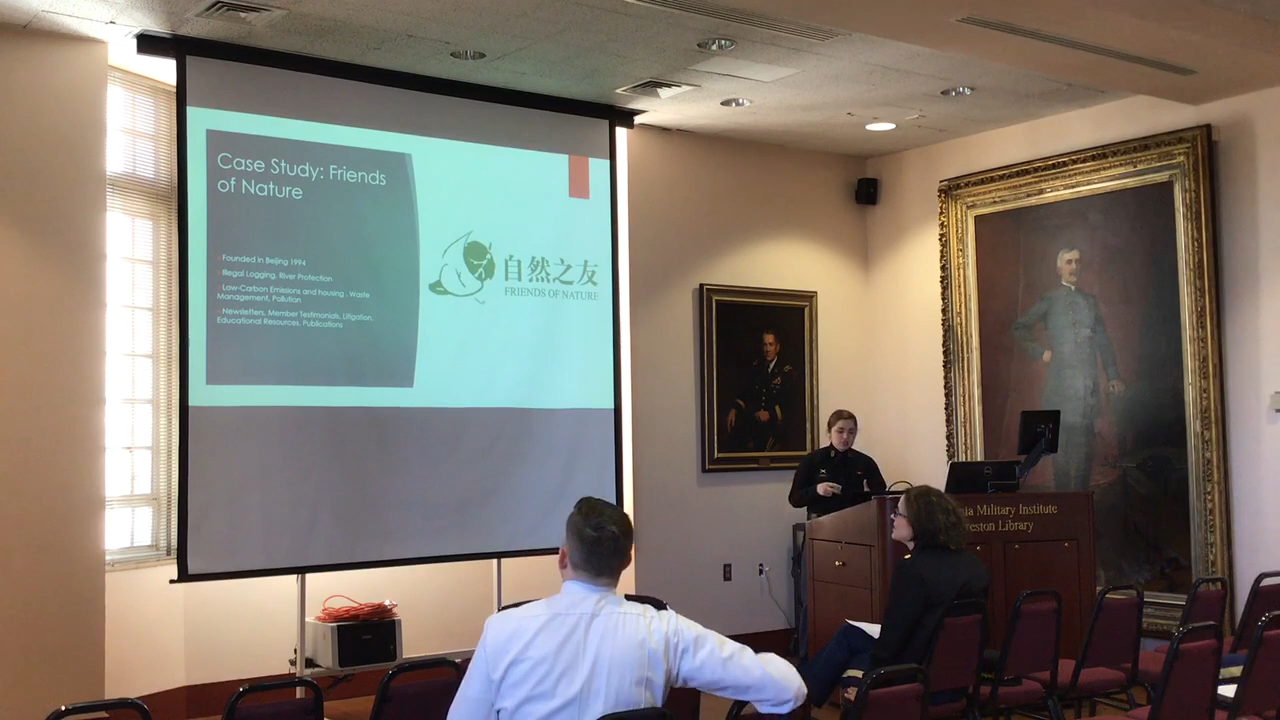 Case Study: Friends
of Nature
Founded in Beijing 1994
Illegal Logging, River Protection
Low-Carbon Emissions and housing , Waste
Management, Pollution
Newsletters, Member Testimonials, Litigation,
Educational Resources, Publications
自然之友
FRIENDS OF NATURE
Military Institute
Library